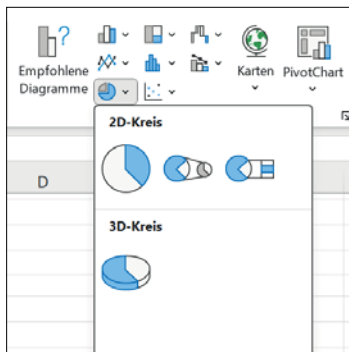 Empfohlene
Diagramme
Karten
PivotChart
2D-Kreis
D
3D-Kreis